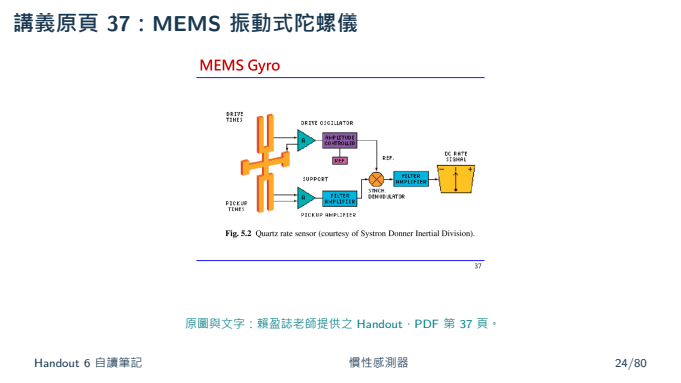 講義原頁 37：MEMS 振動式陀螺儀
MEMS Gyro
DRIVE
TINES
DRIVE OSCILLATOR
A
AMPLITUDE
CONTROLLER
REF
REF.
DC RATE
SIGNAL
SUPPORT
FILTER
AMPLIFIER
- +
PICKUP
TINES
A
FILTER
AMPLIFIER
SYNCH.
DEMODULATOR
PICKUP AMPLIFIER
Fig. 5.2 Quartz rate sensor (courtesy of Systron Donner Inertial Division).
37
原圖與文字：賴盈誌老師提供之 Handout，PDF 第 37 頁。
Handout 6 自讀筆記
慣性感測器
24/80